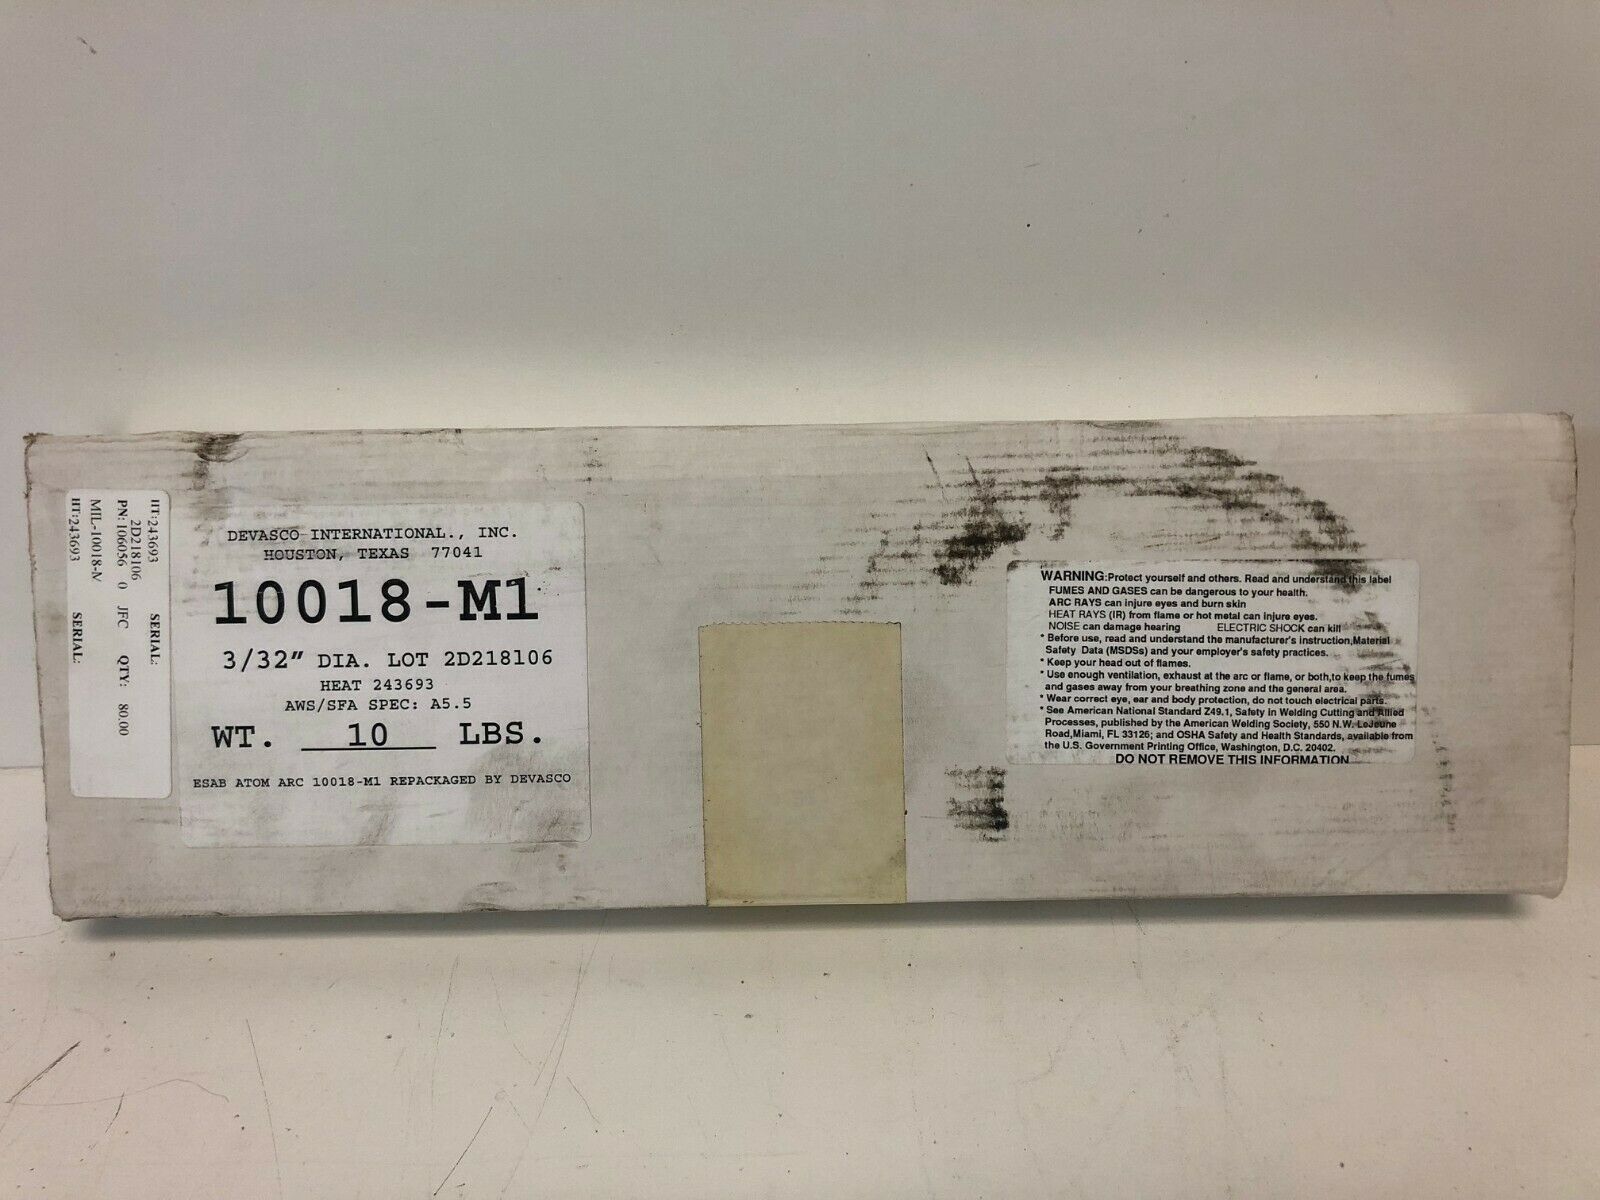 HT:243693 SERIAL:
2D218106
PN:106056 0 JFC QTY: 80.00
MIL-10018-M
HT:243693 SERIAL:
DEVASCO INTERNATIONAL., INC.
HOUSTON, TEXAS 77041
10018-M1
3/32" DIA. LOT 2D218106
HEAT 243693
AWS/SFA SPEC: A5.5
WT. 10 LBS.
ESAB ATOM ARC 10018-M1 REPACKAGED BY DEVASCO
WARNING:Protect yourself and others. Read and understand this label
FUMES AND GASES can be dangerous to your health.
ARC RAYS can injure eyes and burn skin
HEAT RAYS (IR) from flame or hot metal can injure eyes.
NOISE can damage hearing ELECTRIC SHOCK can kill
* Before use, read and understand the manufacturer's instruction,Material
Safety Data (MSDSs) and your employer's safety practices.
* Keep your head out of flames.
* Use enough ventilation, exhaust at the arc or flame, or both,to keep the fumes
and gases away from your breathing zone and the general area.
* Wear correct eye, ear and body protection, do not touch electrical parts.
* See American National Standard Z49.1, Safety in Welding Cutting and Allied
Processes, published by the American Welding Society, 550 N.W. LeJeune
Road,Miami, FL 33126; and OSHA Safety and Health Standards, available from
the U.S. Government Printing Office, Washington, D.C. 20402.
DO NOT REMOVE THIS INFORMATION